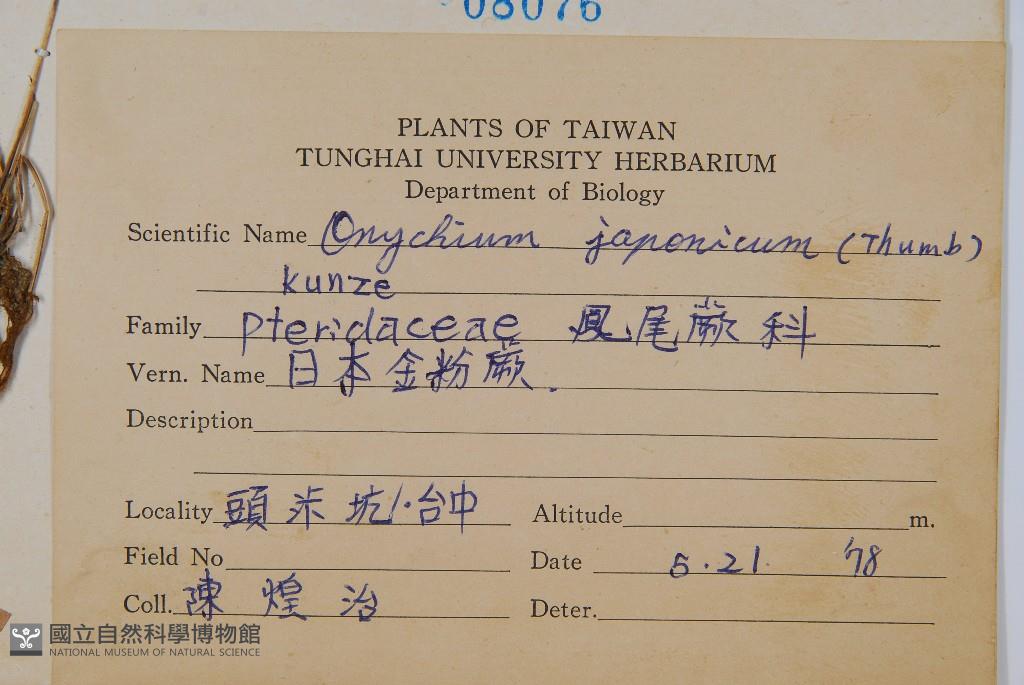 08076
PLANTS OF TAIWAN
TUNGHAI UNIVERSITY HERBARIUM
Department of Biology
Scientific Name Onychium japonicum (Thumb)
kunze
Family Pteridaceae 鳳尾蕨科
Vern. Name 日本金粉蕨.
Description
Locality 頭汴坑,台中 Altitude m.
Field No Date 5.21. '78
Coll. 陳煌治 Deter.
國立自然科學博物館
NATIONAL MUSEUM OF NATURAL SCIENCE